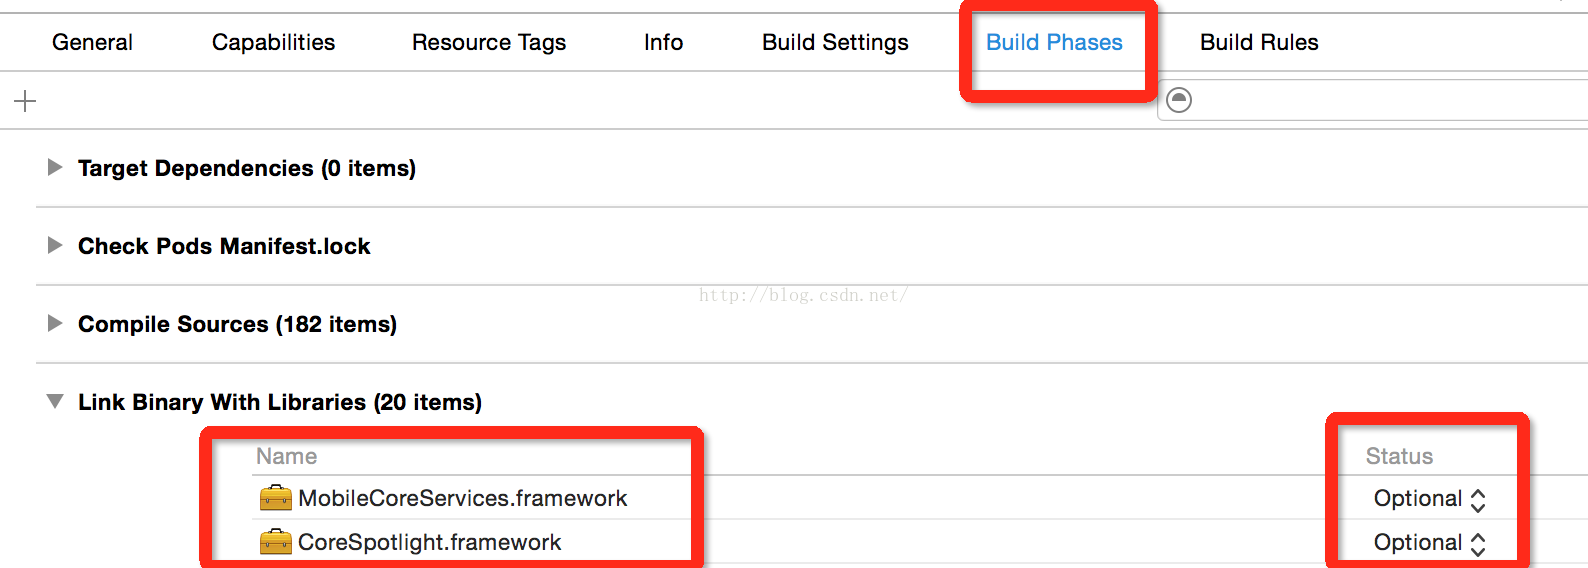 General Capabilities Resource Tags Info Build Settings Build Phases Build Rules
Target Dependencies (0 items)
Check Pods Manifest.lock
http://blog.csdn.net/
Compile Sources (182 items)
Link Binary With Libraries (20 items)
Name Status
MobileCoreServices.framework Optional
CoreSpotlight.framework Optional